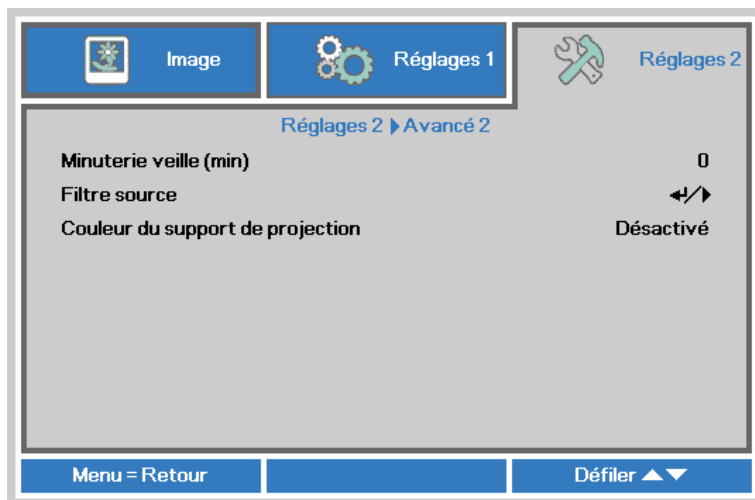 Image
Réglages 1
Réglages 2
Réglages 2 ▶ Avancé 2
Minuterie veille (min) 0
Filtre source ↵/▶
Couleur du support de projection Désactivé
Menu = Retour
Défiler ▲▼